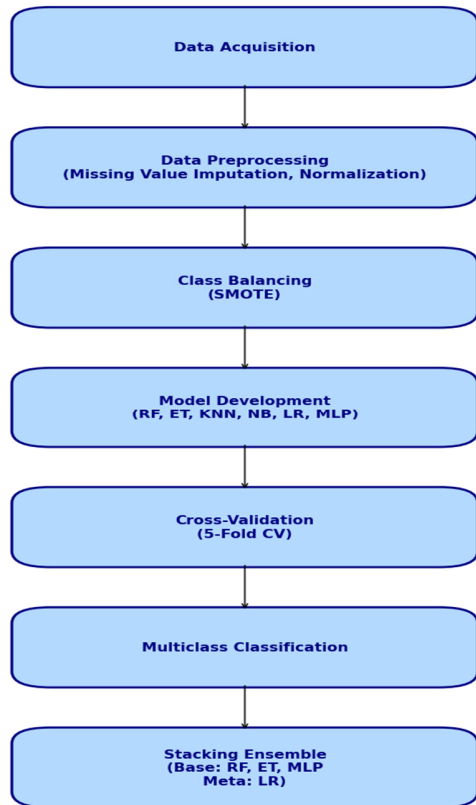 Data Acquisition
Data Preprocessing
(Missing Value Imputation, Normalization)
Class Balancing
(SMOTE)
Model Development
(RF, ET, KNN, NB, LR, MLP)
Cross-Validation
(5-Fold CV)
Multiclass Classification
Stacking Ensemble
(Base: RF, ET, MLP
Meta: LR)